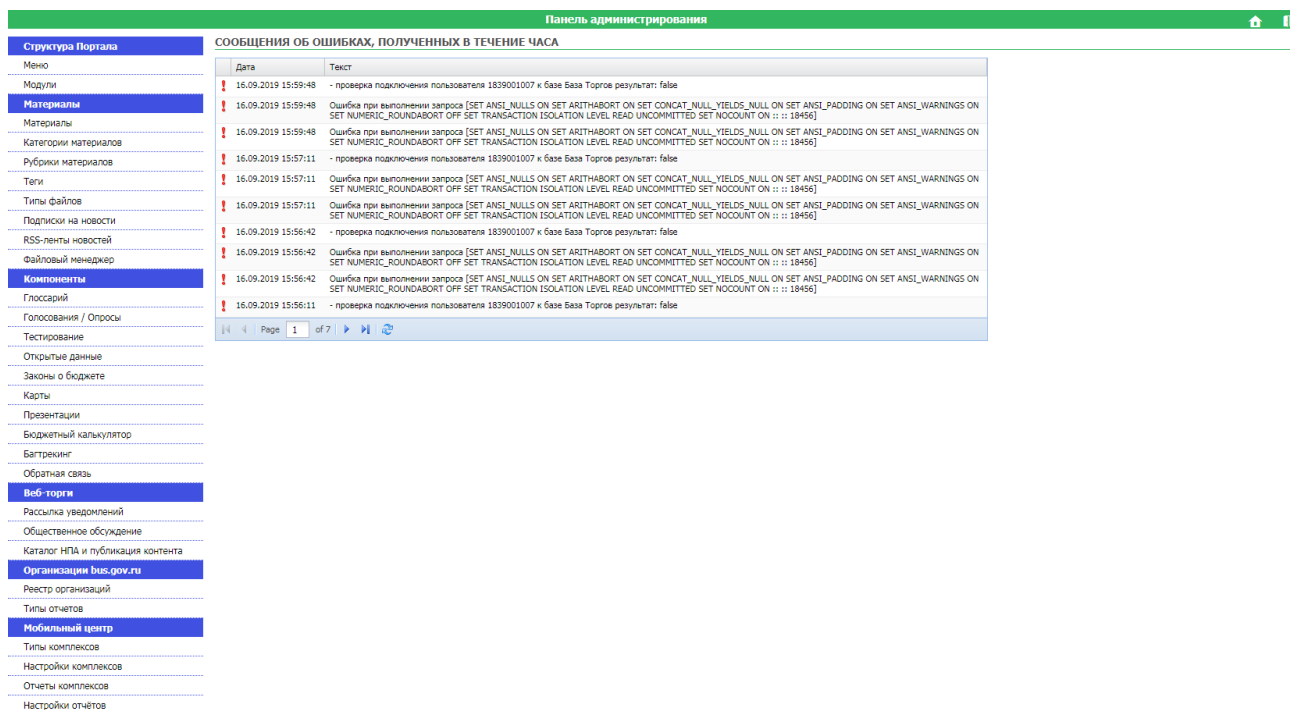 Панель администрирования
Структура Портала
Меню
Модули
Материалы
Материалы
Категории материалов
Рубрики материалов
Теги
Типы файлов
Подписки на новости
RSS-ленты новостей
Файловый менеджер
Компоненты
Глоссарий
Голосования / Опросы
Тестирование
Открытые данные
Законы о бюджете
Карты
Презентации
Бюджетный калькулятор
Багтрекинг
Обратная связь
Веб-торги
Рассылка уведомлений
Общественное обсуждение
Каталог НПА и публикация контента
Организации bus.gov.ru
Реестр организаций
Типы отчетов
Мобильный центр
Типы комплексов
Настройки комплексов
Отчеты комплексов
Настройки отчётов
СООБЩЕНИЯ ОБ ОШИБКАХ, ПОЛУЧЕННЫХ В ТЕЧЕНИЕ ЧАСА
Дата Текст
16.09.2019 15:59:48 - проверка подключения пользователя 1839001007 к базе База Торгов результат: false
16.09.2019 15:59:48 Ошибка при выполнении запроса [SET ANSI_NULLS ON SET ARITHABORT ON SET CONCAT_NULL_YIELDS_NULL ON SET ANSI_PADDING ON SET ANSI_WARNINGS ON
SET NUMERIC_ROUNDABORT OFF SET TRANSACTION ISOLATION LEVEL READ UNCOMMITTED SET NOCOUNT ON :: :: 18456]
16.09.2019 15:59:48 Ошибка при выполнении запроса [SET ANSI_NULLS ON SET ARITHABORT ON SET CONCAT_NULL_YIELDS_NULL ON SET ANSI_PADDING ON SET ANSI_WARNINGS ON
SET NUMERIC_ROUNDABORT OFF SET TRANSACTION ISOLATION LEVEL READ UNCOMMITTED SET NOCOUNT ON :: :: 18456]
16.09.2019 15:57:11 - проверка подключения пользователя 1839001007 к базе База Торгов результат: false
16.09.2019 15:57:11 Ошибка при выполнении запроса [SET ANSI_NULLS ON SET ARITHABORT ON SET CONCAT_NULL_YIELDS_NULL ON SET ANSI_PADDING ON SET ANSI_WARNINGS ON
SET NUMERIC_ROUNDABORT OFF SET TRANSACTION ISOLATION LEVEL READ UNCOMMITTED SET NOCOUNT ON :: :: 18456]
16.09.2019 15:57:11 Ошибка при выполнении запроса [SET ANSI_NULLS ON SET ARITHABORT ON SET CONCAT_NULL_YIELDS_NULL ON SET ANSI_PADDING ON SET ANSI_WARNINGS ON
SET NUMERIC_ROUNDABORT OFF SET TRANSACTION ISOLATION LEVEL READ UNCOMMITTED SET NOCOUNT ON :: :: 18456]
16.09.2019 15:56:42 - проверка подключения пользователя 1839001007 к базе База Торгов результат: false
16.09.2019 15:56:42 Ошибка при выполнении запроса [SET ANSI_NULLS ON SET ARITHABORT ON SET CONCAT_NULL_YIELDS_NULL ON SET ANSI_PADDING ON SET ANSI_WARNINGS ON
SET NUMERIC_ROUNDABORT OFF SET TRANSACTION ISOLATION LEVEL READ UNCOMMITTED SET NOCOUNT ON :: :: 18456]
16.09.2019 15:56:42 Ошибка при выполнении запроса [SET ANSI_NULLS ON SET ARITHABORT ON SET CONCAT_NULL_YIELDS_NULL ON SET ANSI_PADDING ON SET ANSI_WARNINGS ON
SET NUMERIC_ROUNDABORT OFF SET TRANSACTION ISOLATION LEVEL READ UNCOMMITTED SET NOCOUNT ON :: :: 18456]
16.09.2019 15:56:11 - проверка подключения пользователя 1839001007 к базе База Торгов результат: false
Page 1 of 7